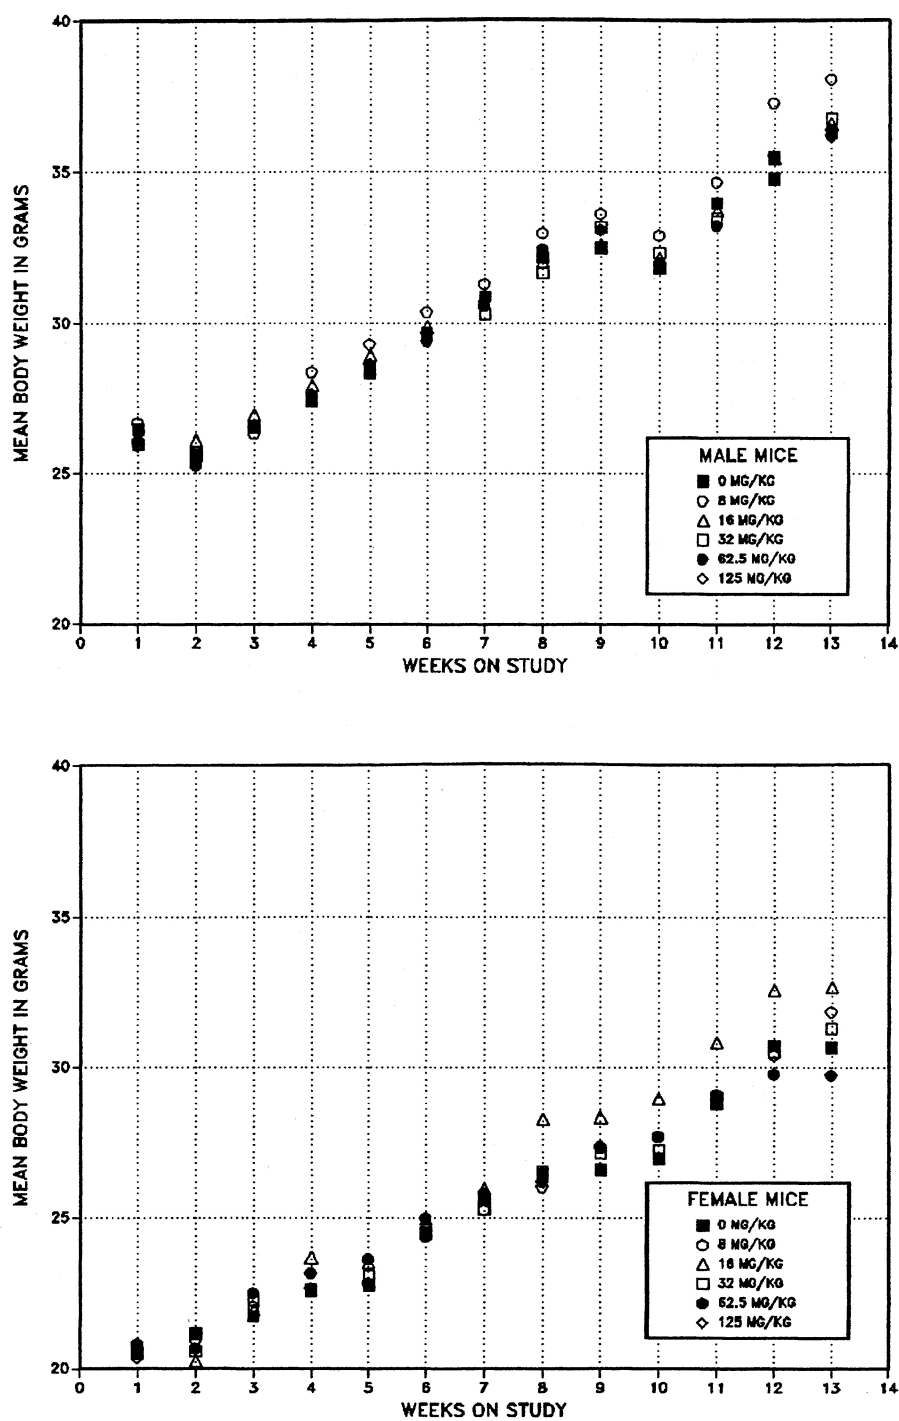 40
35
30
25
20
MEAN BODY WEIGHT IN GRAMS
MALE MICE
0 MG/KG
8 MG/KG
16 MG/KG
32 MG/KG
62.5 MG/KG
125 MG/KG
0 1 2 3 4 5 6 7 8 9 10 11 12 13 14
WEEKS ON STUDY
40
35
30
25
20
MEAN BODY WEIGHT IN GRAMS
FEMALE MICE
0 MG/KG
8 MG/KG
16 MG/KG
32 MG/KG
62.5 MG/KG
125 MG/KG
0 1 2 3 4 5 6 7 8 9 10 11 12 13 14
WEEKS ON STUDY